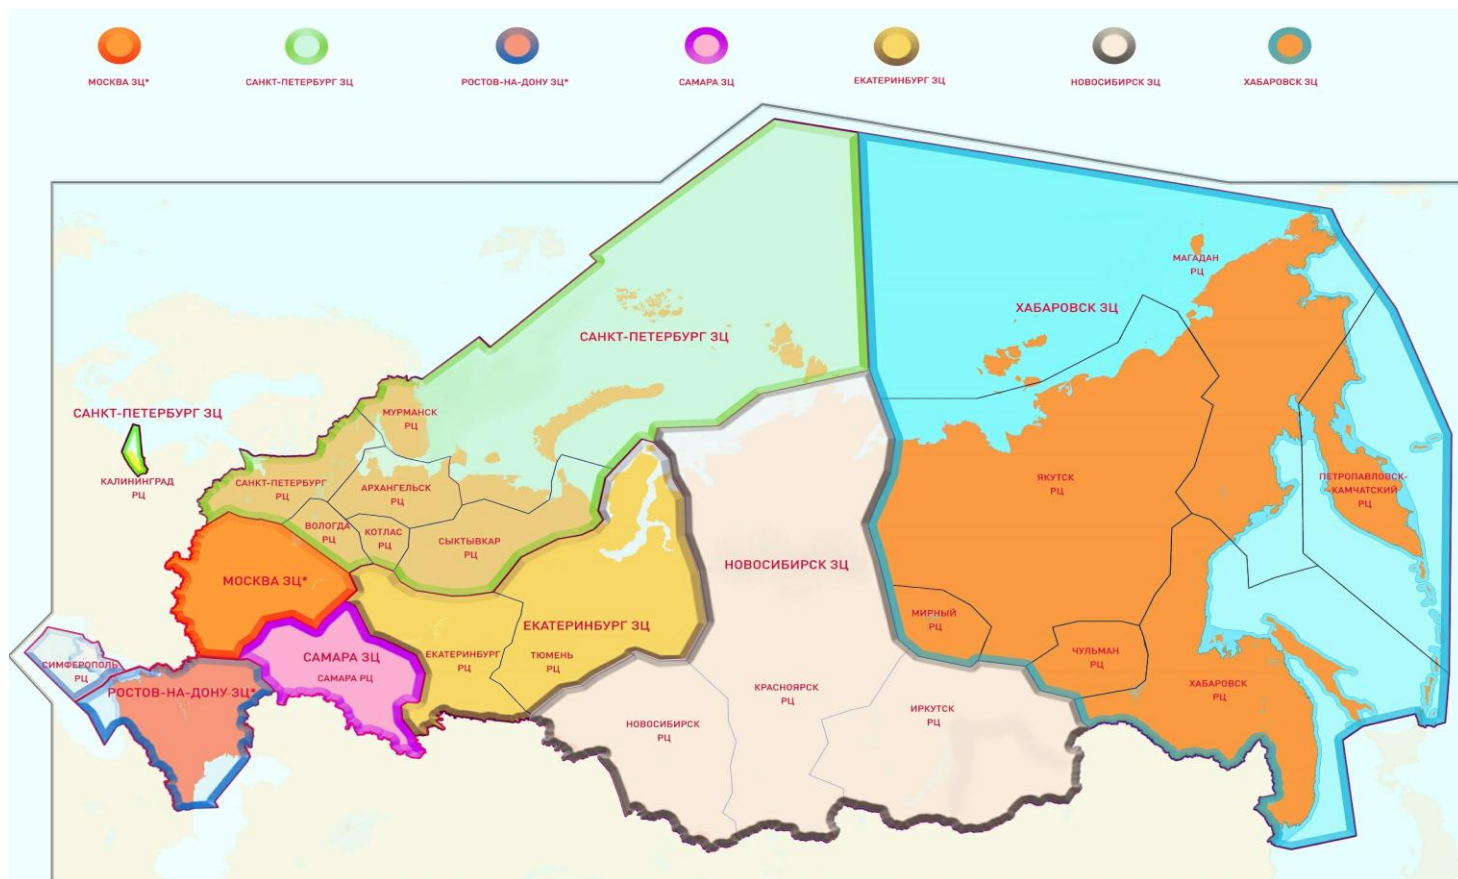 МОСКВА ЗЦ*
САНКТ-ПЕТЕРБУРГ ЗЦ
РОСТОВ-НА-ДОНУ ЗЦ*
САМАРА ЗЦ
ЕКАТЕРИНБУРГ ЗЦ
НОВОСИБИРСК ЗЦ
ХАБАРОВСК ЗЦ
МАГАДАН
РЦ
ХАБАРОВСК ЗЦ
САНКТ-ПЕТЕРБУРГ ЗЦ
САНКТ-ПЕТЕРБУРГ ЗЦ
КАЛИНИНГРАД
РЦ
МУРМАНСК
РЦ
САНКТ-ПЕТЕРБУРГ
РЦ
АРХАНГЕЛЬСК
РЦ
ВОЛОГДА
РЦ
КОТЛАС
РЦ
СЫКТЫВКАР
РЦ
ЯКУТСК
РЦ
ПЕТРОПАВЛОВСК-
-КАМЧАТСКИЙ
РЦ
МОСКВА ЗЦ*
НОВОСИБИРСК ЗЦ
МИРНЫЙ
РЦ
ЕКАТЕРИНБУРГ ЗЦ
ЕКАТЕРИНБУРГ
РЦ
ТЮМЕНЬ
РЦ
САМАРА ЗЦ
САМАРА РЦ
СИМФЕРОПОЛЬ
РЦ
РОСТОВ-НА-ДОНУ ЗЦ*
ЧУЛЬМАН
РЦ
ХАБАРОВСК
РЦ
КРАСНОЯРСК
РЦ
ИРКУТСК
РЦ
НОВОСИБИРСК
РЦ